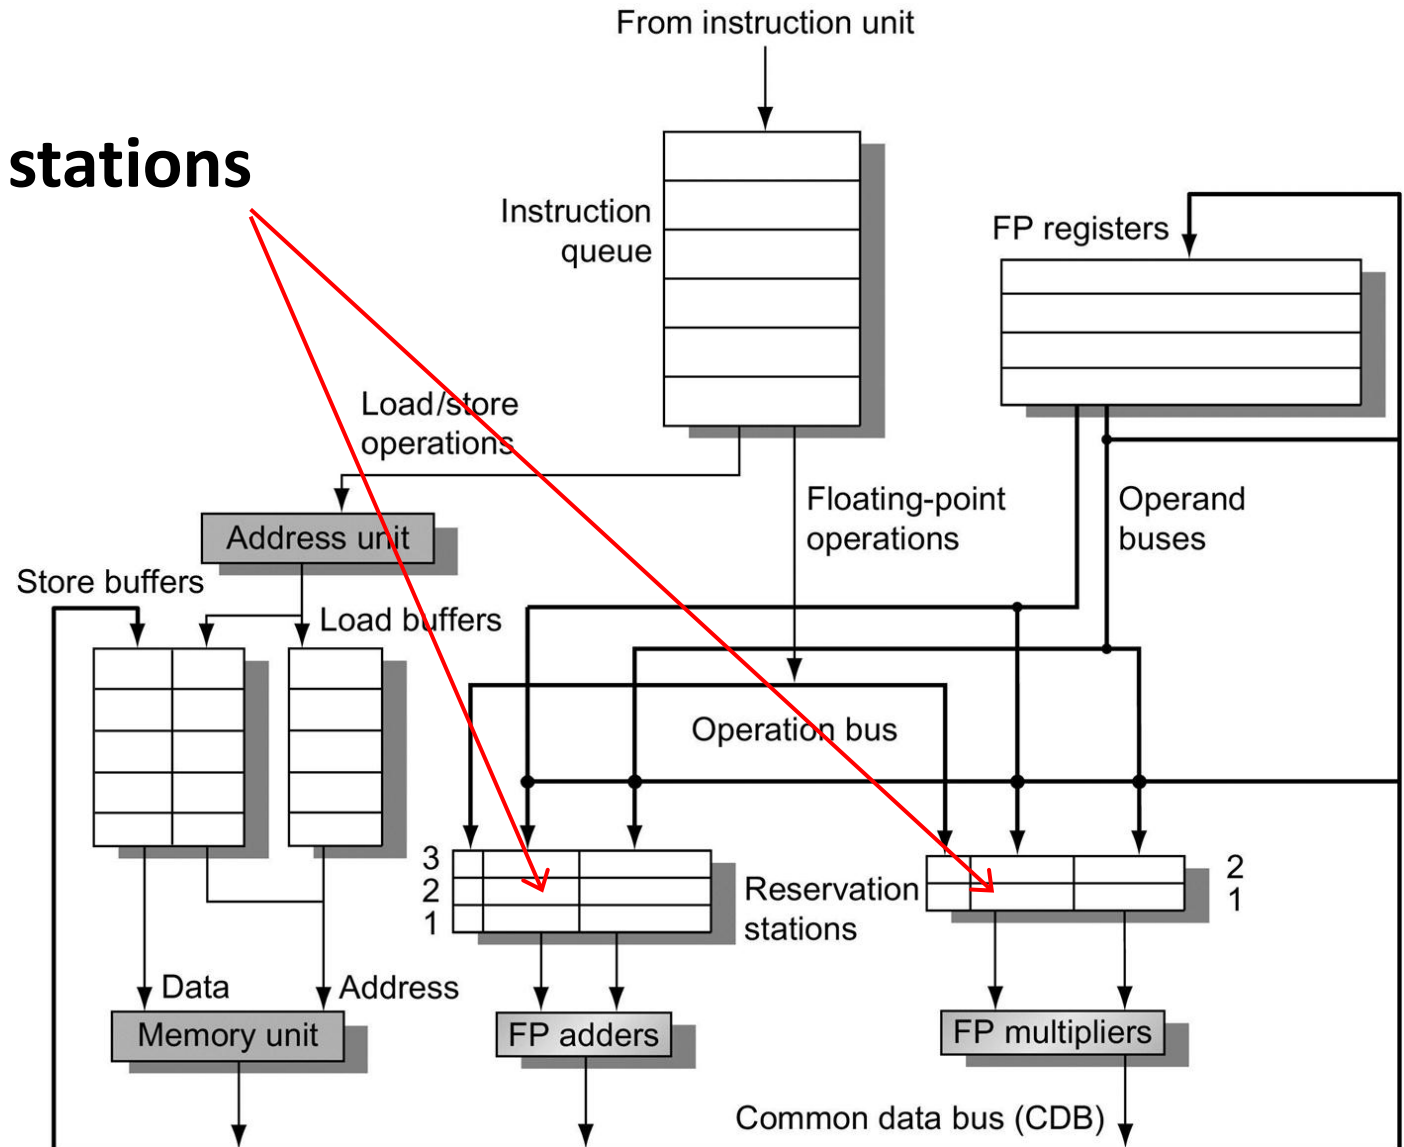 From instruction unit
stations
Instruction
queue
FP registers
Load/store
operations
Floating-point
operations
Operand
buses
Address unit
Store buffers
Load buffers
Operation bus
3
2
1
Reservation
stations
2
1
Data
Address
Memory unit
FP adders
FP multipliers
Common data bus (CDB)